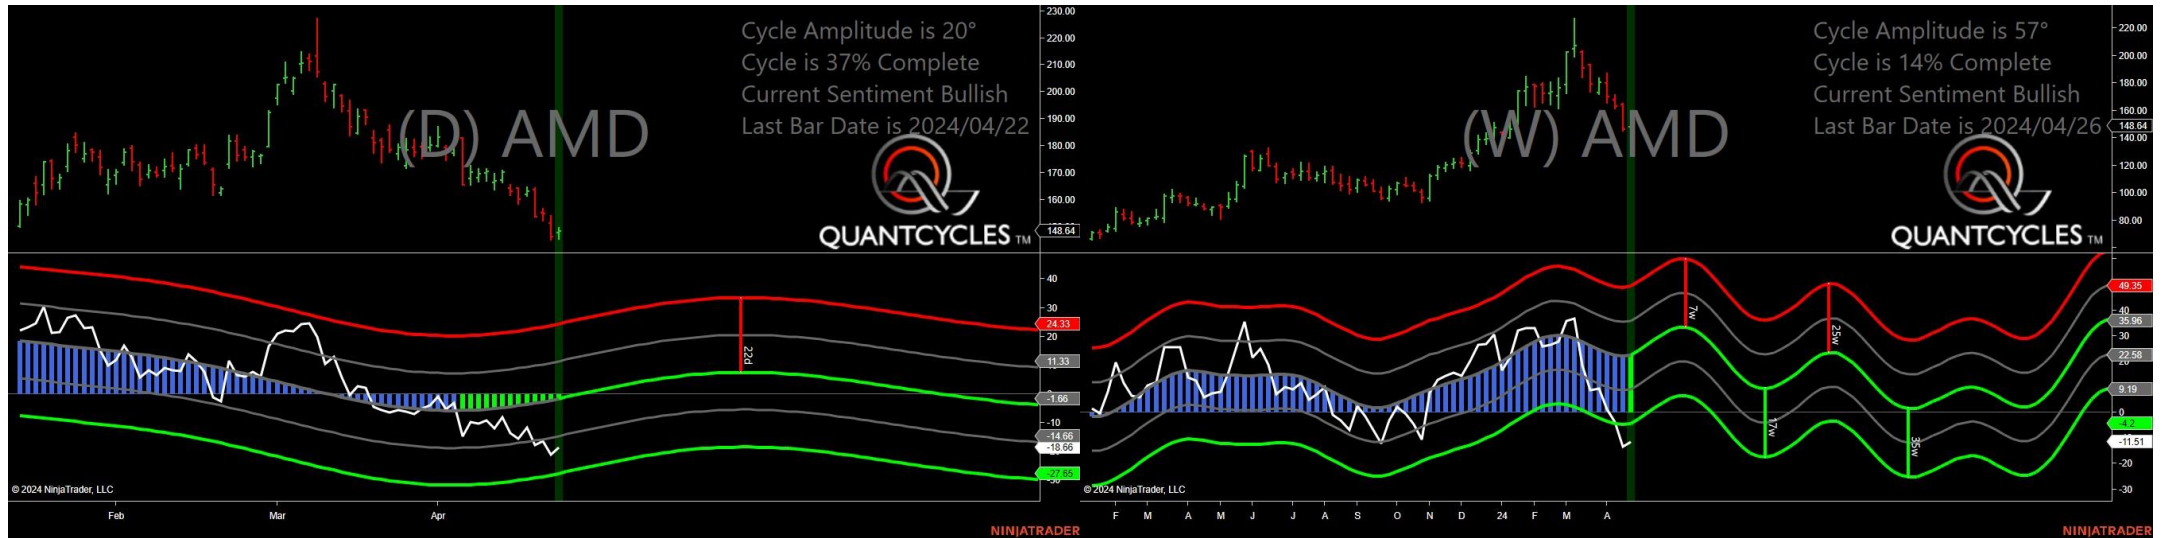 Cycle Amplitude is 20°
Cycle is 37% Complete
Current Sentiment Bullish
Last Bar Date is 2024/04/22
(D) AMD
QUANTCYCLES TM
230.00
220.00
210.00
200.00
190.00
180.00
170.00
160.00
148.64
40
30
24.33
20
11.33
-1.66
-10
-14.66
-18.66
-27.65
22d
© 2024 NinjaTrader, LLC
Feb Mar Apr
NINJATRADER
Cycle Amplitude is 57°
Cycle is 14% Complete
Current Sentiment Bullish
Last Bar Date is 2024/04/26
(W) AMD
QUANTCYCLES TM
220.00
200.00
180.00
160.00
148.64
140.00
120.00
100.00
80.00
49.35
40
35.96
30
22.58
20
9.19
0
-4.2
-11.51
-20
-30
7w
17w
25w
35w
© 2024 NinjaTrader, LLC
F M A M J J A S O N D 24 F M A
NINJATRADER